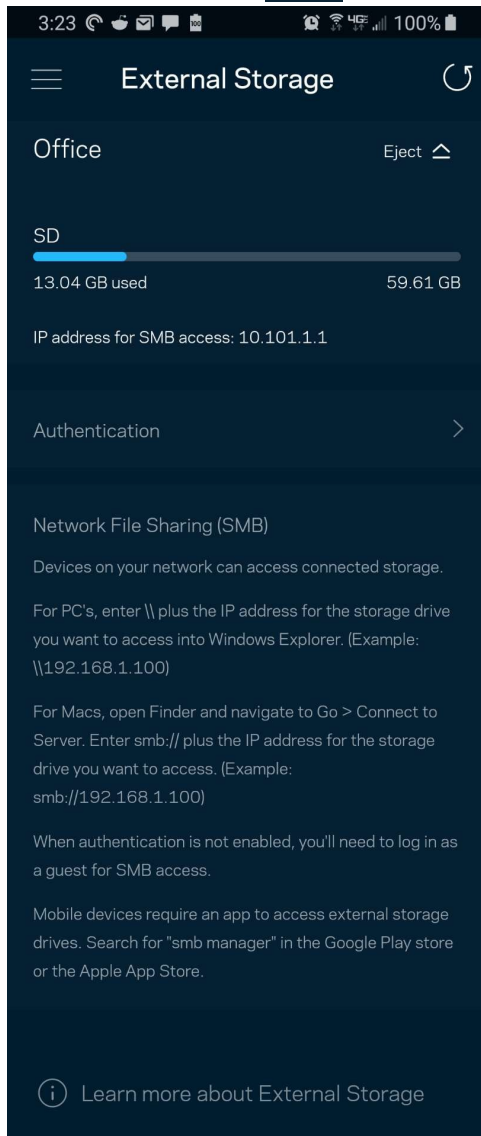 3:23 4GE 100%
External Storage
Office Eject
SD
13.04 GB used 59.61 GB
IP address for SMB access: 10.101.1.1
Authentication
Network File Sharing (SMB)
Devices on your network can access connected storage.
For PC's, enter \\ plus the IP address for the storage drive
you want to access into Windows Explorer. (Example:
\\192.168.1.100)
For Macs, open Finder and navigate to Go > Connect to
Server. Enter smb:// plus the IP address for the storage
drive you want to access. (Example:
smb://192.168.1.100)
When authentication is not enabled, you'll need to log in as
a guest for SMB access.
Mobile devices require an app to access external storage
drives. Search for "smb manager" in the Google Play store
or the Apple App Store.
Learn more about External Storage